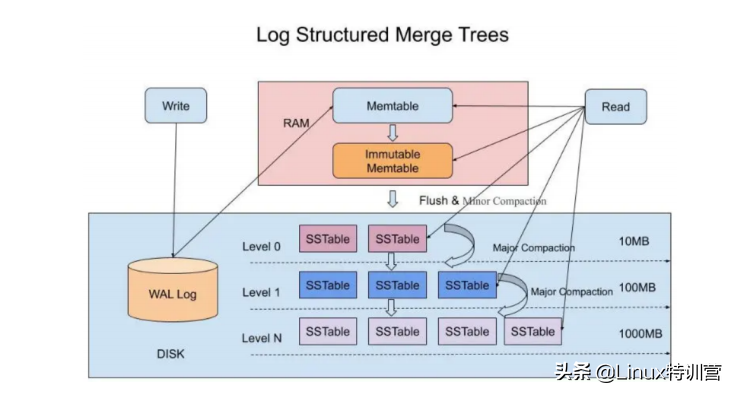 Log Structured Merge Trees
Write
RAM
Memtable
Read
Immutable
Memtable
Flush & Minor Compaction
Level 0
SSTable
SSTable
Major Compaction
10MB
WAL Log
Level 1
SSTable
SSTable
SSTable
Major Compaction
100MB
Level N
SSTable
SSTable
SSTable
SSTable
1000MB
DISK
头条 @Linux特训营